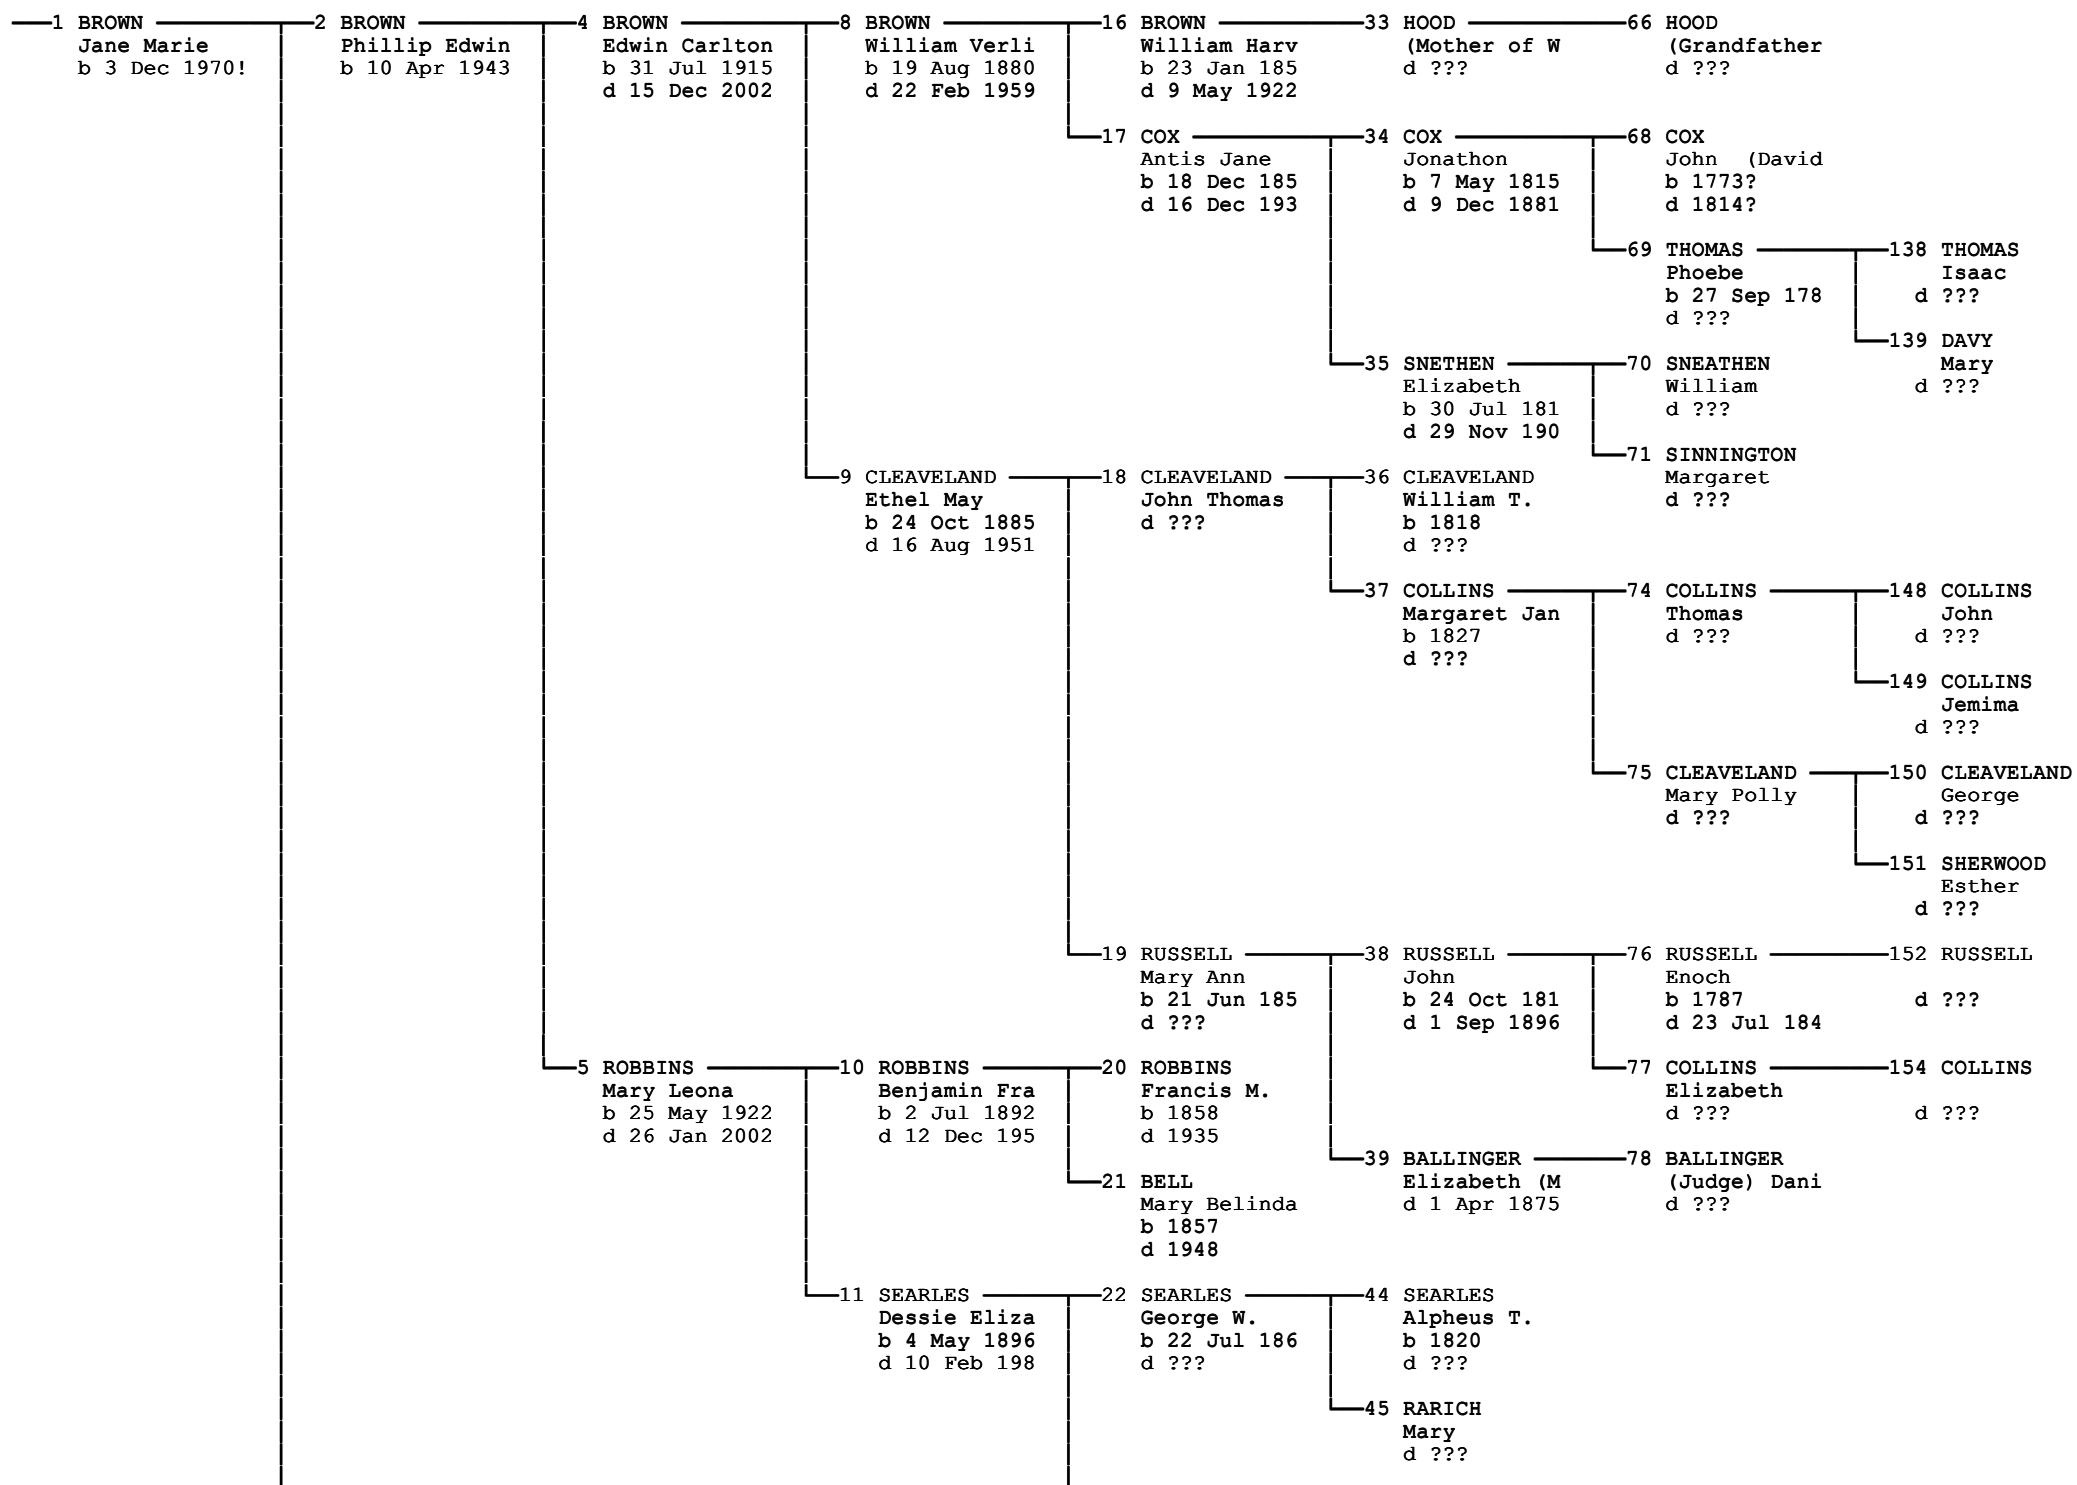 1 BROWN 2 BROWN 4 BROWN 8 BROWN 16 BROWN 33 HOOD 66 HOOD
Jane Marie Phillip Edwin Edwin Carlton William Verli William Harv (Mother of W (Grandfather
b 3 Dec 1970! b 10 Apr 1943 b 31 Jul 1915 b 19 Aug 1880 b 23 Jan 185 d ??? d ???
d 15 Dec 2002 d 22 Feb 1959 d 9 May 1922
17 COX 34 COX 68 COX
Antis Jane Jonathon John (David
b 18 Dec 185 b 7 May 1815 b 1773?
d 16 Dec 193 d 9 Dec 1881 d 1814?
69 THOMAS 138 THOMAS
Phoebe Isaac
b 27 Sep 178 d ???
d ???
139 DAVY
35 SNETHEN 70 SNEATHEN Mary
Elizabeth William d ???
b 30 Jul 181 d ???
d 29 Nov 190
71 SINNINGTON
9 CLEAVELAND 18 CLEAVELAND 36 CLEAVELAND Margaret
Ethel May John Thomas William T. d ???
b 24 Oct 1885 d ??? b 1818
d 16 Aug 1951 d ???
37 COLLINS 74 COLLINS 148 COLLINS
Margaret Jan Thomas John
b 1827 d ??? d ???
d ???
149 COLLINS
Jemima
d ???
75 CLEAVELAND 150 CLEAVELAND
Mary Polly George
d ??? d ???
151 SHERWOOD
Esther
d ???
19 RUSSELL 38 RUSSELL 76 RUSSELL 152 RUSSELL
Mary Ann John Enoch
b 21 Jun 185 b 24 Oct 181 b 1787 d ???
d ??? d 1 Sep 1896 d 23 Jul 184
5 ROBBINS 10 ROBBINS 20 ROBBINS 77 COLLINS 154 COLLINS
Mary Leona Benjamin Fra Francis M. Elizabeth
b 25 May 1922 b 2 Jul 1892 b 1858 d ??? d ???
d 26 Jan 2002 d 12 Dec 195 d 1935
39 BALLINGER 78 BALLINGER
21 BELL Elizabeth (M (Judge) Dani
Mary Belinda d 1 Apr 1875 d ???
b 1857
d 1948
11 SEARLES 22 SEARLES 44 SEARLES
Dessie Eliza George W. Alpheus T.
b 4 May 1896 b 22 Jul 186 b 1820
d 10 Feb 198 d ??? d ???
45 RARICH
Mary
d ???